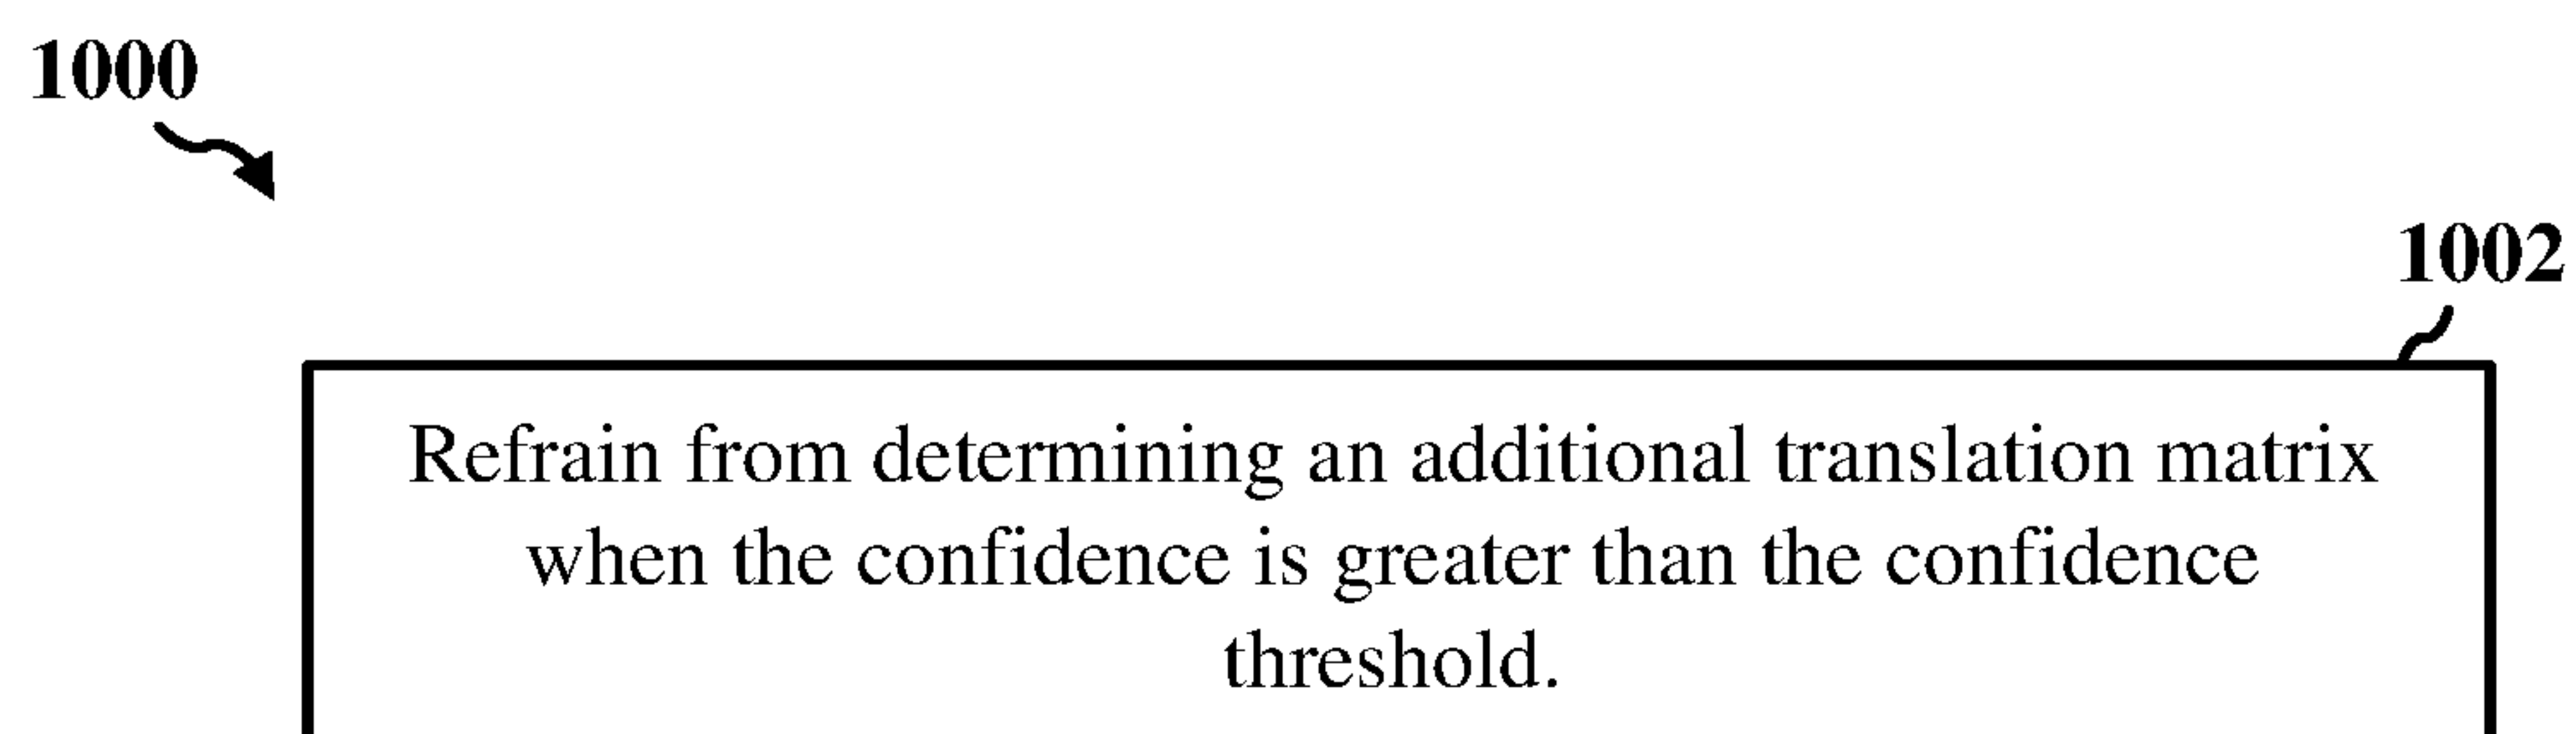 1000
1002
Refrain from determining an additional translation matrix
when the confidence is greater than the confidence
threshold.